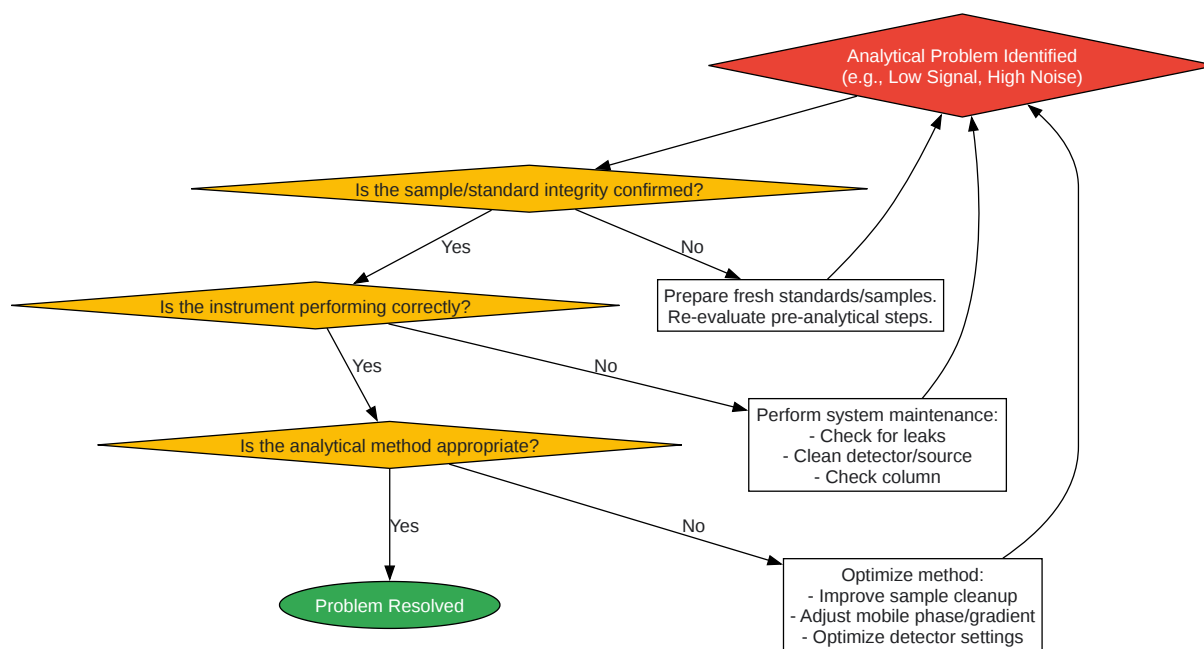 Analytical Problem Identified
(e.g., Low Signal, High Noise)
Is the sample/standard integrity confirmed?
Yes
No
Is the instrument performing correctly?
Prepare fresh standards/samples.
Re-evaluate pre-analytical steps.
Yes
No
Is the analytical method appropriate?
Perform system maintenance:
- Check for leaks
- Clean detector/source
- Check column
Yes
No
Problem Resolved
Optimize method:
- Improve sample cleanup
- Adjust mobile phase/gradient
- Optimize detector settings